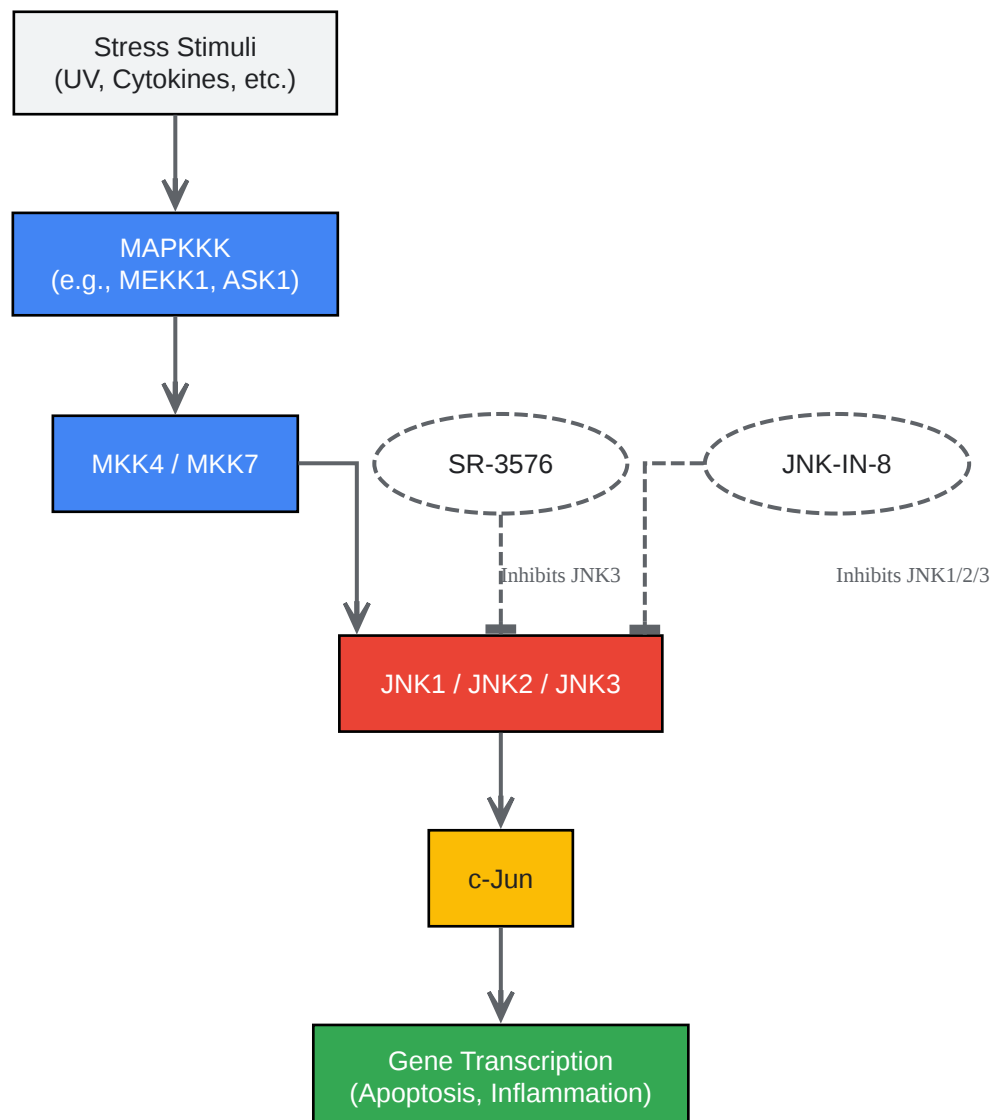 Stress Stimuli
(UV, Cytokines, etc.)
MAPKKK
(e.g., MEKK1, ASK1)
MKK4 / MKK7
SR-3576
JNK-IN-8
Inhibits JNK3
Inhibits JNK1/2/3
JNK1 / JNK2 / JNK3
c-Jun
Gene Transcription
(Apoptosis, Inflammation)